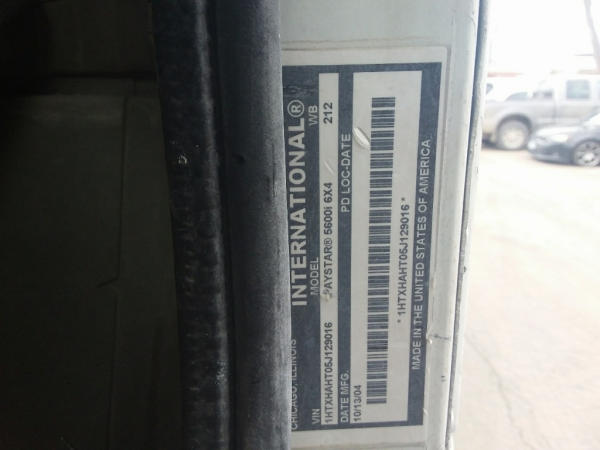 CHICAGO, ILLINOIS
INTERNATIONAL®
VIN MODEL WB
1HTXHAHT05J129016 PAYSTAR® 5600i 6X4 212
DATE MFG. PD LOC-DATE
10/13/04
* 1HTXHAHT05J129016 *
MADE IN THE UNITED STATES OF AMERICA